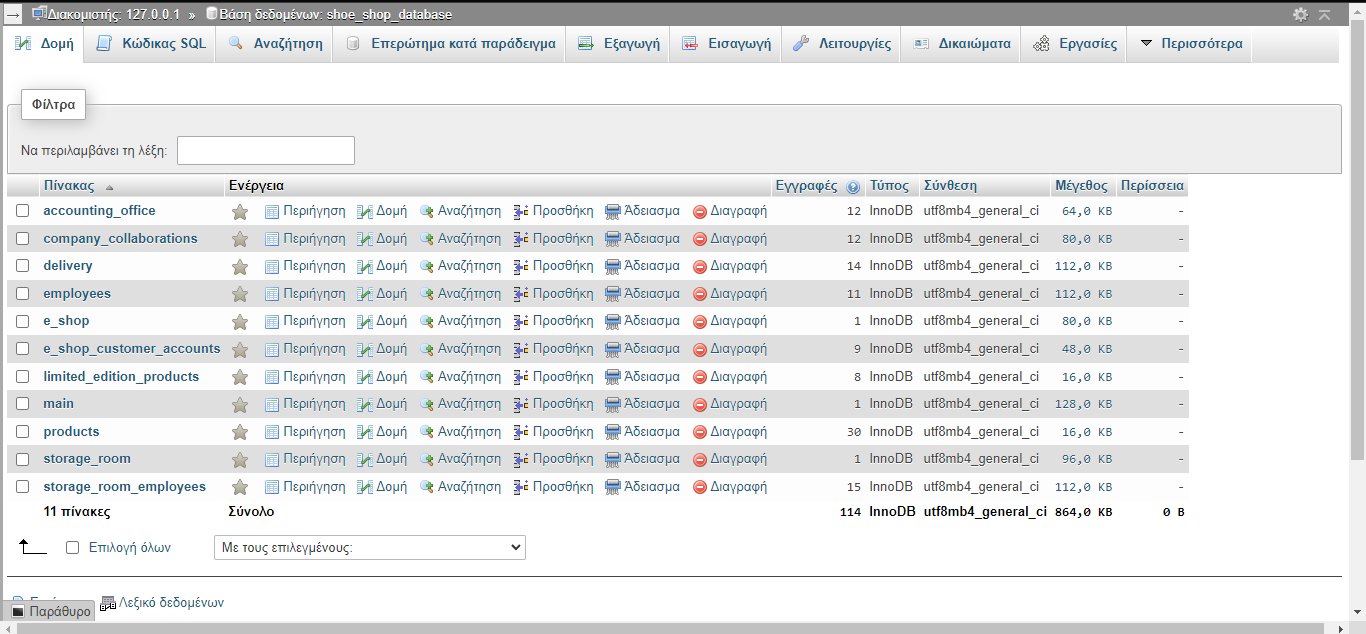 Διακομιστής: 127.0.0.1 » Βάση δεδομένων: shoe_shop_database
Δομή Κώδικας SQL Αναζήτηση Επερώτημα κατά παράδειγμα Εξαγωγή Εισαγωγή Λειτουργίες Δικαιώματα Εργασίες Περισσότερα
Φίλτρα
Να περιλαμβάνει τη λέξη:
Πίνακας Ενέργεια Εγγραφές Τύπος Σύνθεση Μέγεθος Περίσσεια
accounting_office Περιήγηση Δομή Αναζήτηση Προσθήκη Άδειασμα Διαγραφή 12 InnoDB utf8mb4_general_ci 64,0 KB -
company_collaborations Περιήγηση Δομή Αναζήτηση Προσθήκη Άδειασμα Διαγραφή 12 InnoDB utf8mb4_general_ci 80,0 KB -
delivery Περιήγηση Δομή Αναζήτηση Προσθήκη Άδειασμα Διαγραφή 14 InnoDB utf8mb4_general_ci 112,0 KB -
employees Περιήγηση Δομή Αναζήτηση Προσθήκη Άδειασμα Διαγραφή 11 InnoDB utf8mb4_general_ci 112,0 KB -
e_shop Περιήγηση Δομή Αναζήτηση Προσθήκη Άδειασμα Διαγραφή 1 InnoDB utf8mb4_general_ci 80,0 KB -
e_shop_customer_accounts Περιήγηση Δομή Αναζήτηση Προσθήκη Άδειασμα Διαγραφή 9 InnoDB utf8mb4_general_ci 48,0 KB -
limited_edition_products Περιήγηση Δομή Αναζήτηση Προσθήκη Άδειασμα Διαγραφή 8 InnoDB utf8mb4_general_ci 16,0 KB -
main Περιήγηση Δομή Αναζήτηση Προσθήκη Άδειασμα Διαγραφή 1 InnoDB utf8mb4_general_ci 128,0 KB -
products Περιήγηση Δομή Αναζήτηση Προσθήκη Άδειασμα Διαγραφή 30 InnoDB utf8mb4_general_ci 16,0 KB -
storage_room Περιήγηση Δομή Αναζήτηση Προσθήκη Άδειασμα Διαγραφή 1 InnoDB utf8mb4_general_ci 96,0 KB -
storage_room_employees Περιήγηση Δομή Αναζήτηση Προσθήκη Άδειασμα Διαγραφή 15 InnoDB utf8mb4_general_ci 112,0 KB -
11 πίνακες Σύνολο 114 InnoDB utf8mb4_general_ci 864,0 KB 0 B
Επιλογή όλων Με τους επιλεγμένους:
Λεξικό δεδομένων
Παράθυρο